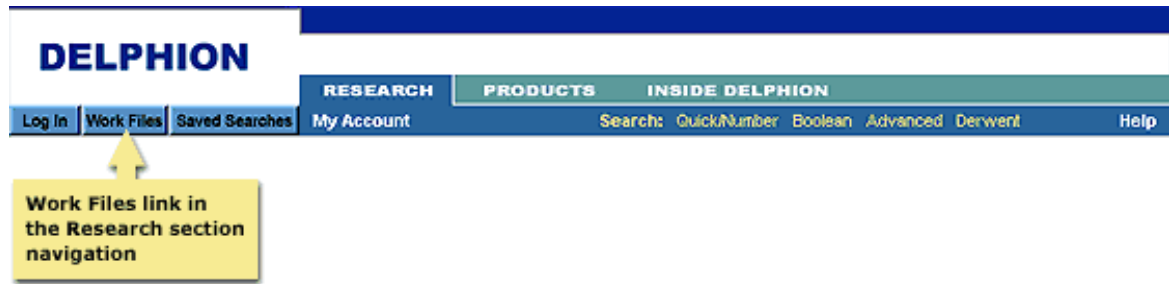 DELPHION
RESEARCH PRODUCTS INSIDE DELPHION
Log In Work Files Saved Searches My Account Search: Quick/Number Boolean Advanced Derwent Help
Work Files link in
the Research section
navigation